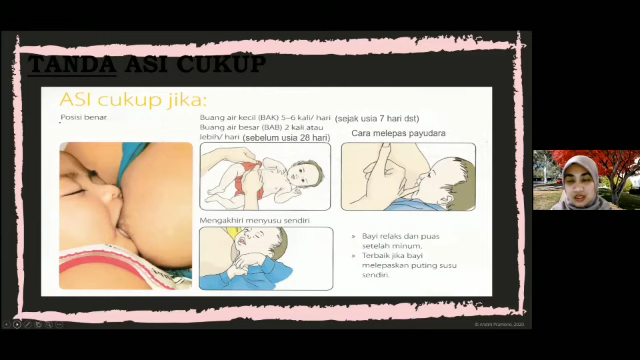 TANDA ASI CUKUP
ASI cukup jika:
Posisi benar
Buang air kecil (BAK) 5-6 kali/ hari (sejak usia 7 hari dst)
Buang air besar (BAB) 2 kali atau
lebih/ hari (sebelum usia 28 hari)
Cara melepas payudara
Mengakhiri menyusu sendiri
Bayi relaks dan puas
setelah minum.
Terbaik jika bayi
melepaskan puting susu
sendiri.
2020